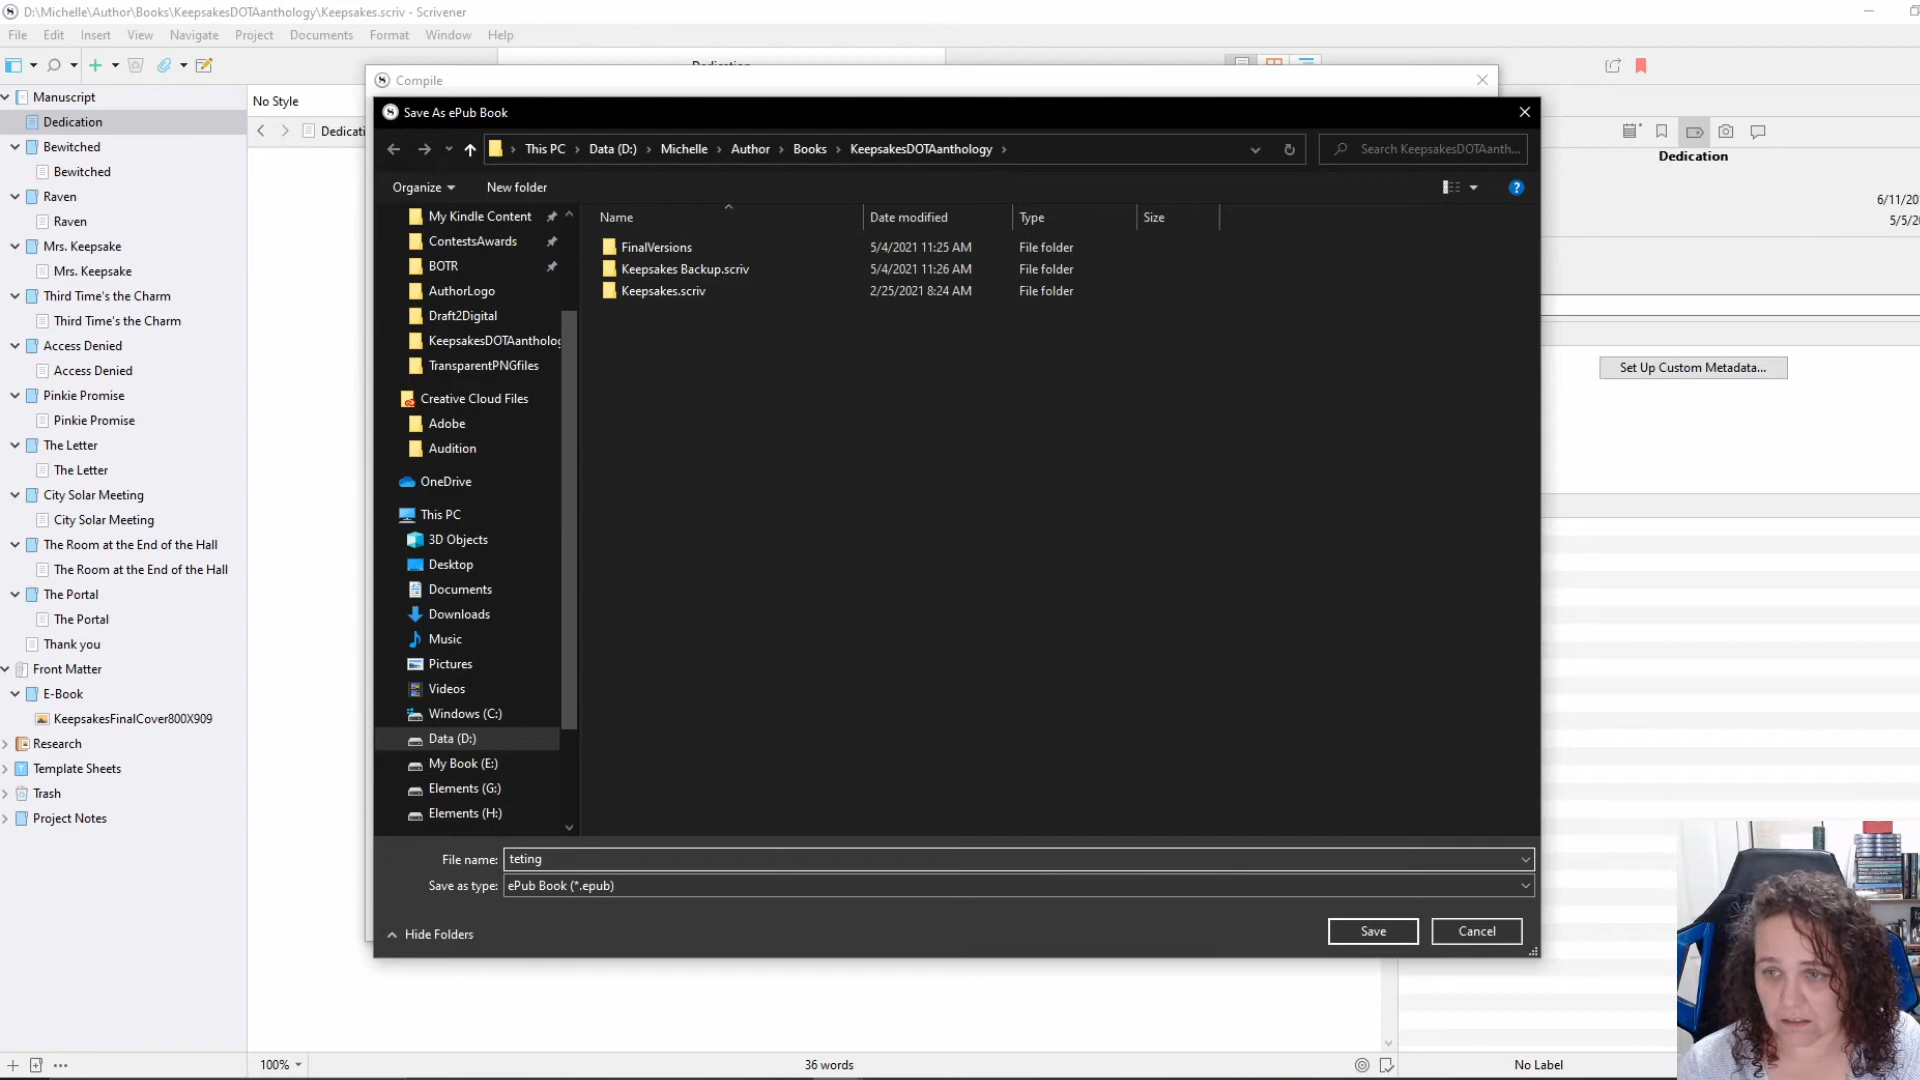 D:\Michelle\Author\Books\KeepsakesDOTAanthology\Keepsakes.scriv - Scrivener
File Edit Insert View Navigate Project Documents Format Window Help
Dedication
Compile
Manuscript
Dedication
Bewitched
Bewitched
Raven
Raven
Mrs. Keepsake
Mrs. Keepsake
Third Time's the Charm
Third Time's the Charm
Access Denied
Access Denied
Pinkie Promise
Pinkie Promise
The Letter
The Letter
City Solar Meeting
City Solar Meeting
The Room at the End of the Hall
The Room at the End of the Hall
The Portal
The Portal
Thank you
Front Matter
E-Book
KeepsakesFinalCover800X909
Research
Template Sheets
Trash
Project Notes
No Style
Dedicati
Save As ePub Book
This PC > Data (D:) > Michelle > Author > Books > KeepsakesDOTAanthology >
Search KeepsakesDOTAanth...
Organize New folder
My Kindle Content
ContestsAwards
BOTR
AuthorLogo
Draft2Digital
KeepsakesDOTAantholog
TransparentPNGfiles
Creative Cloud Files
Adobe
Audition
OneDrive
This PC
3D Objects
Desktop
Documents
Downloads
Music
Pictures
Videos
Windows (C:)
Data (D:)
My Book (E:)
Elements (G:)
Elements (H:)
Name Date modified Type Size
FinalVersions 5/4/2021 11:25 AM File folder
Keepsakes Backup.scriv 5/4/2021 11:26 AM File folder
Keepsakes.scriv 2/25/2021 8:24 AM File folder
File name: teting
Save as type: ePub Book (*.epub)
Hide Folders
Save Cancel
Dedication
6/11/20
5/5/
Set Up Custom Metadata...
100%
36 words
No Label